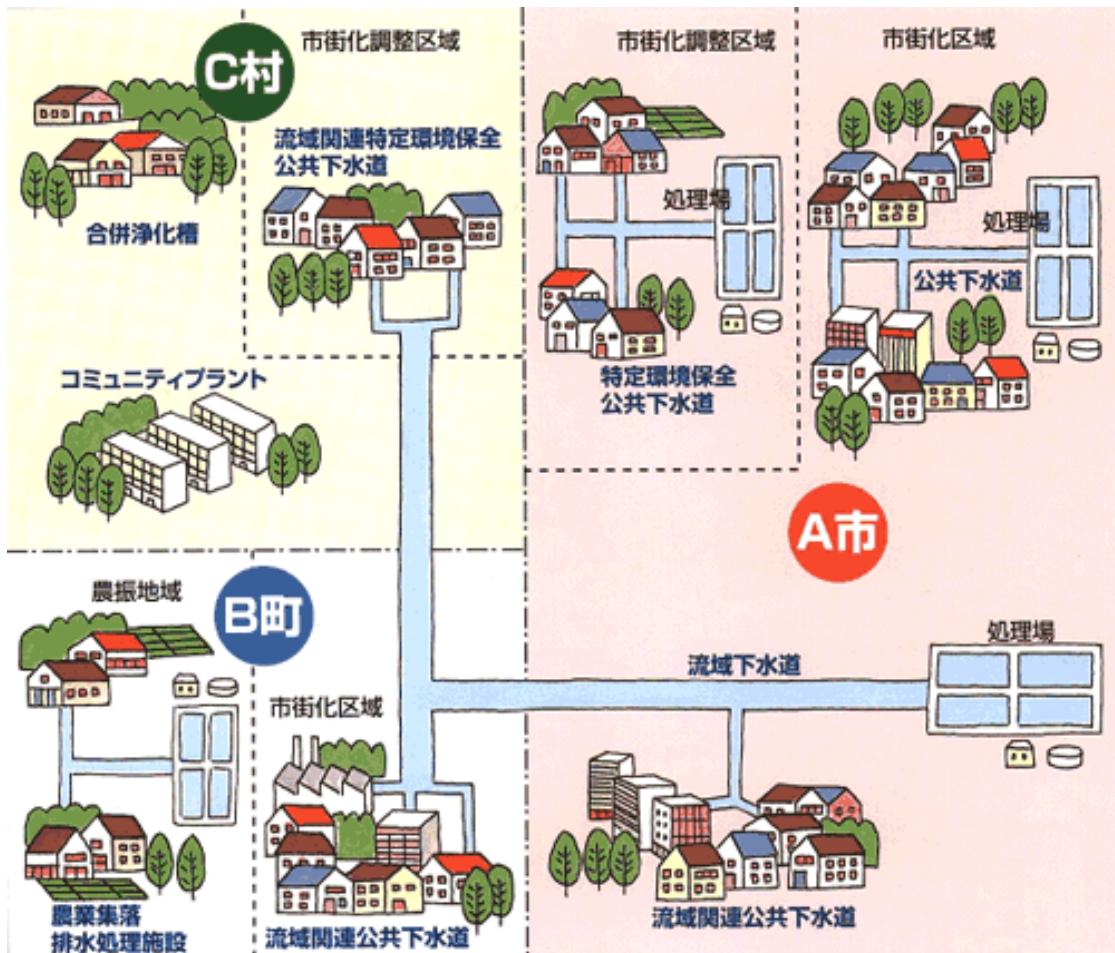 C村
市街化調整区域
流域関連特定環境保全
公共下水道
合併浄化槽
コミュニティプラント
市街化調整区域
処理場
特定環境保全
公共下水道
市街化区域
処理場
公共下水道
A市
農振地域
B町
市街化区域
農業集落
排水処理施設
流域関連公共下水道
流域下水道
処理場
流域関連公共下水道